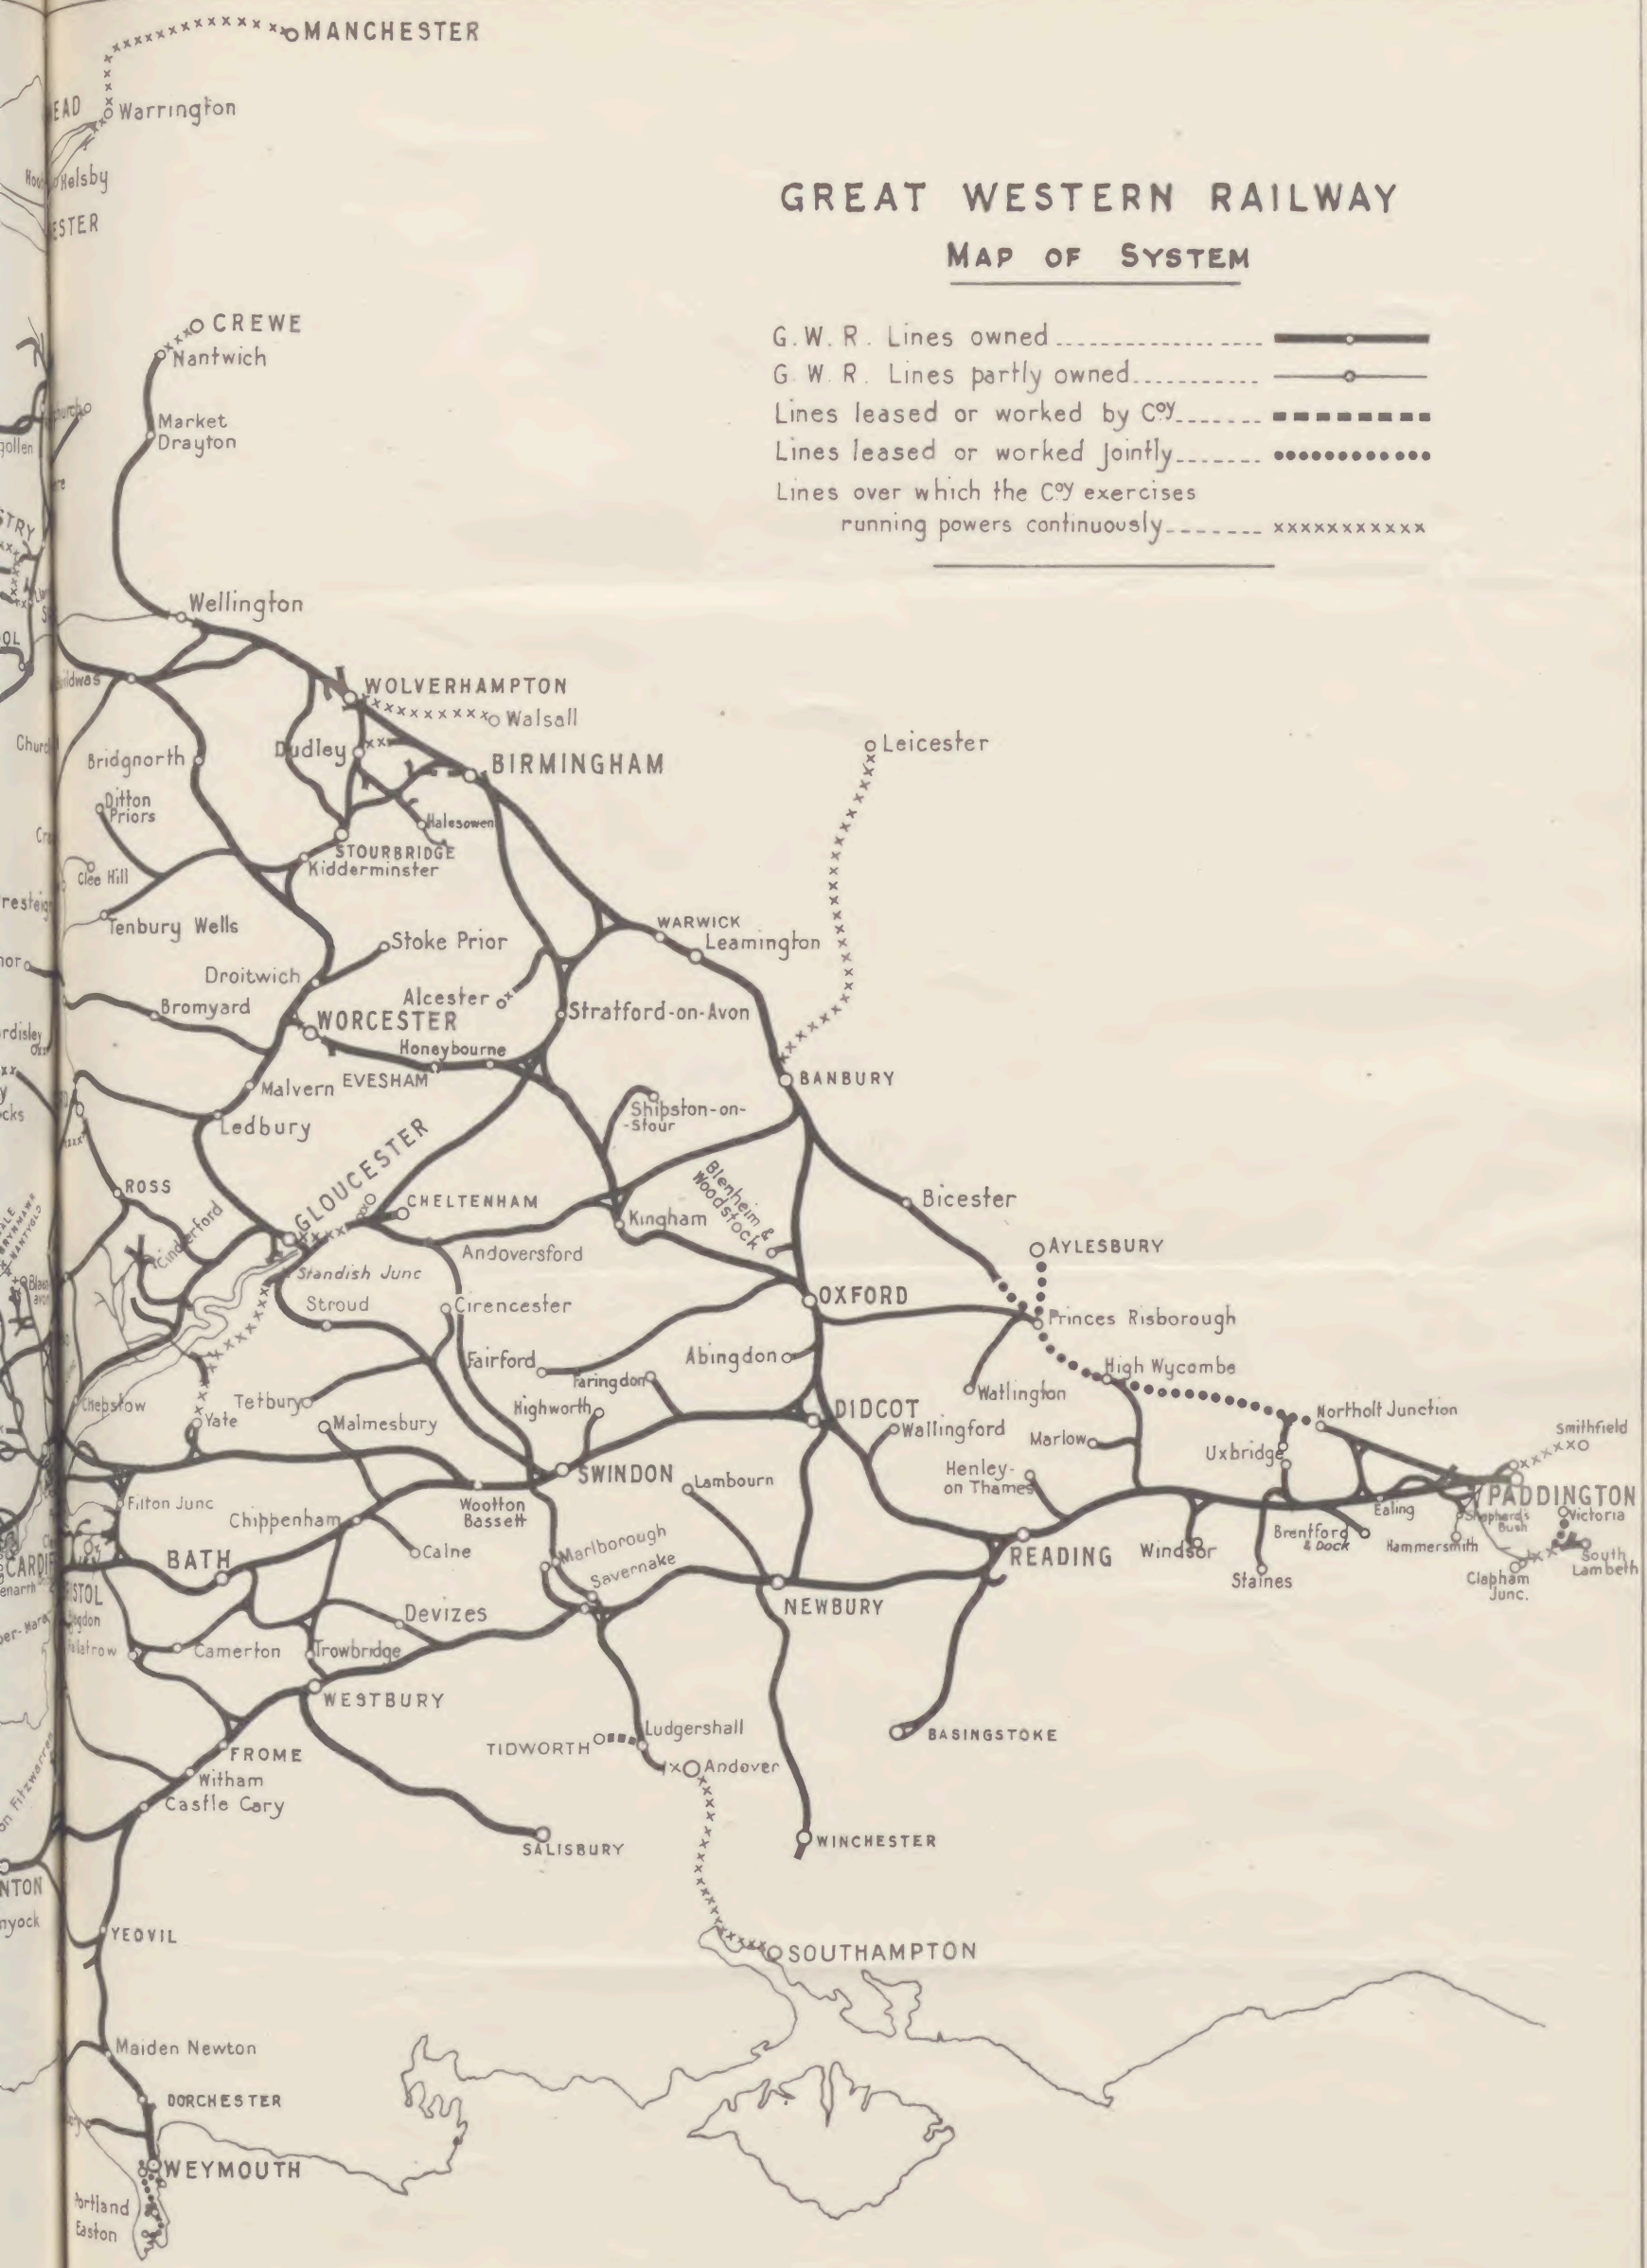 MANCHESTER
Warrington
Helsby
GREAT WESTERN RAILWAY
MAP OF SYSTEM
G. W. R. Lines owned
G. W. R. Lines partly owned
Lines leased or worked by Coy
Lines leased or worked Jointly
Lines over which the Coy exercises
running powers continuously
CREWE
Nantwich
Market
Drayton
Wellington
WOLVERHAMPTON
Walsall
Dudley
Bridgnorth
BIRMINGHAM
Leicester
Ditton
Priors
Halesowen
STOURBRIDGE
Kidderminster
Clee Hill
Tenbury Wells
WARWICK
Leamington
Stoke Prior
Droitwich
Alcester
Bromyard
Stratford-on-Avon
WORCESTER
Honeybourne
EVESHAM
Malvern
BANBURY
Shipston-on-
-Stour
Ledbury
GLOUCESTER
ROSS
CHELTENHAM
Blenheim &
Woodstock
Bicester
Kingham
Cinderford
Andoversford
AYLESBURY
Standish Junc
Stroud
Cirencester
OXFORD
Princes Risborough
Fairford
Abingdon
Faringdon
High Wycombe
Chepstow
Tetbury
Highworth
Watlington
Yate
Malmesbury
DIDCOT
Wallingford
Northolt Junction
Smithfield
Marlow
Uxbridge
SWINDON
Lambourn
Henley-
on Thames
PADDINGTON
Filton Junc
Wootton
Bassett
Chippenham
Ealing
Shepherd's
Bush
Victoria
Brentford
& Dock
Hammersmith
BATH
Calne
Marlborough
Savernake
READING
Windsor
Staines
South
Lambeth
Clapham
Junc.
NEWBURY
Devizes
Camerton
Trowbridge
WESTBURY
Ludgershall
TIDWORTH
BASINGSTOKE
Andover
FROME
Witham
Castle Cary
SALISBURY
WINCHESTER
YEOVIL
SOUTHAMPTON
Maiden Newton
DORCHESTER
WEYMOUTH
Portland
Easton